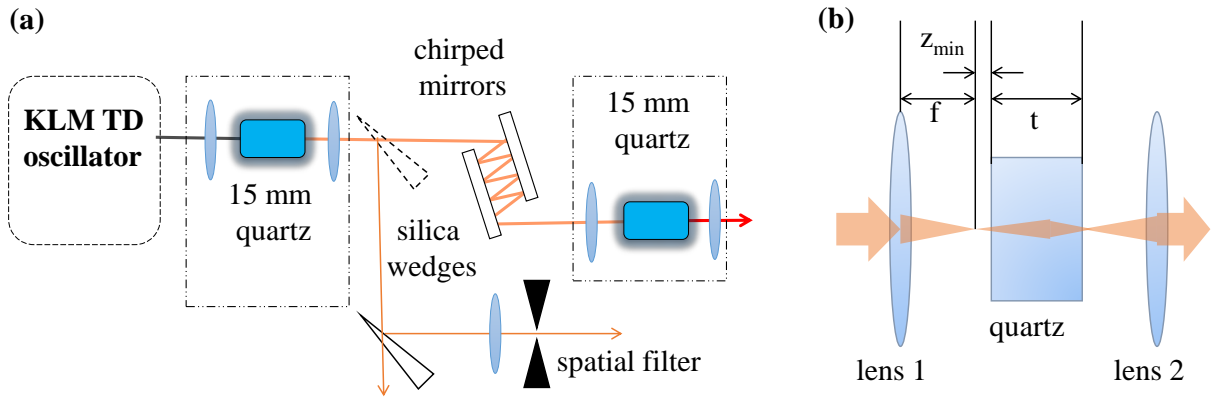 (a)
KLM TD
oscillator
15 mm
quartz
chirped
mirrors
silica
wedges
15 mm
quartz
spatial filter
(b)
z_min
f
t
quartz
lens 1
lens 2